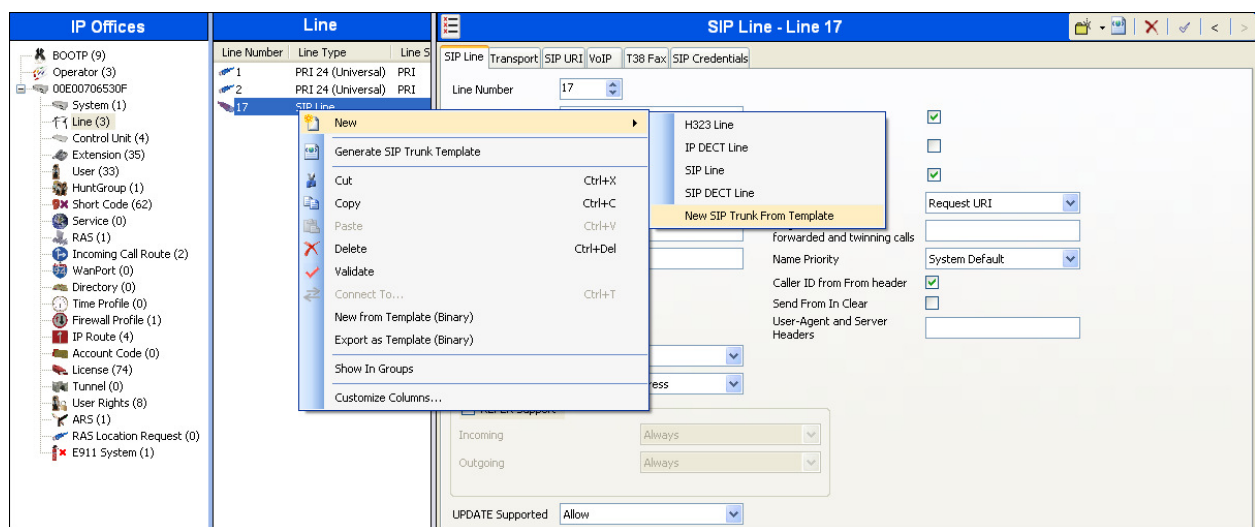 IP Offices
BOOTP (9)
Operator (3)
00E00706530F
System (1)
Line (3)
Control Unit (4)
Extension (35)
User (33)
HuntGroup (1)
Short Code (62)
Service (0)
RAS (1)
Incoming Call Route (2)
WanPort (0)
Directory (0)
Time Profile (0)
Firewall Profile (1)
IP Route (4)
Account Code (0)
License (74)
Tunnel (0)
User Rights (8)
ARS (1)
RAS Location Request (0)
E911 System (1)
Line
Line Number Line Type Line S
1 PRI 24 (Universal) PRI
2 PRI 24 (Universal) PRI
17 SIP Line
New
Generate SIP Trunk Template
Cut Ctrl+X
Copy Ctrl+C
Paste Ctrl+V
Delete Ctrl+Del
Validate
Connect To... Ctrl+T
New from Template (Binary)
Export as Template (Binary)
Show In Groups
Customize Columns...
H323 Line
IP DECT Line
SIP Line
SIP DECT Line
New SIP Trunk From Template
SIP Line - Line 17
SIP Line Transport SIP URI VoIP T38 Fax SIP Credentials
Line Number 17
Request URI
forwarded and twinning calls
Name Priority System Default
Caller ID from From header
Send From In Clear
User-Agent and Server
Headers
REFER Support
Incoming Always
Outgoing Always
UPDATE Supported Allow